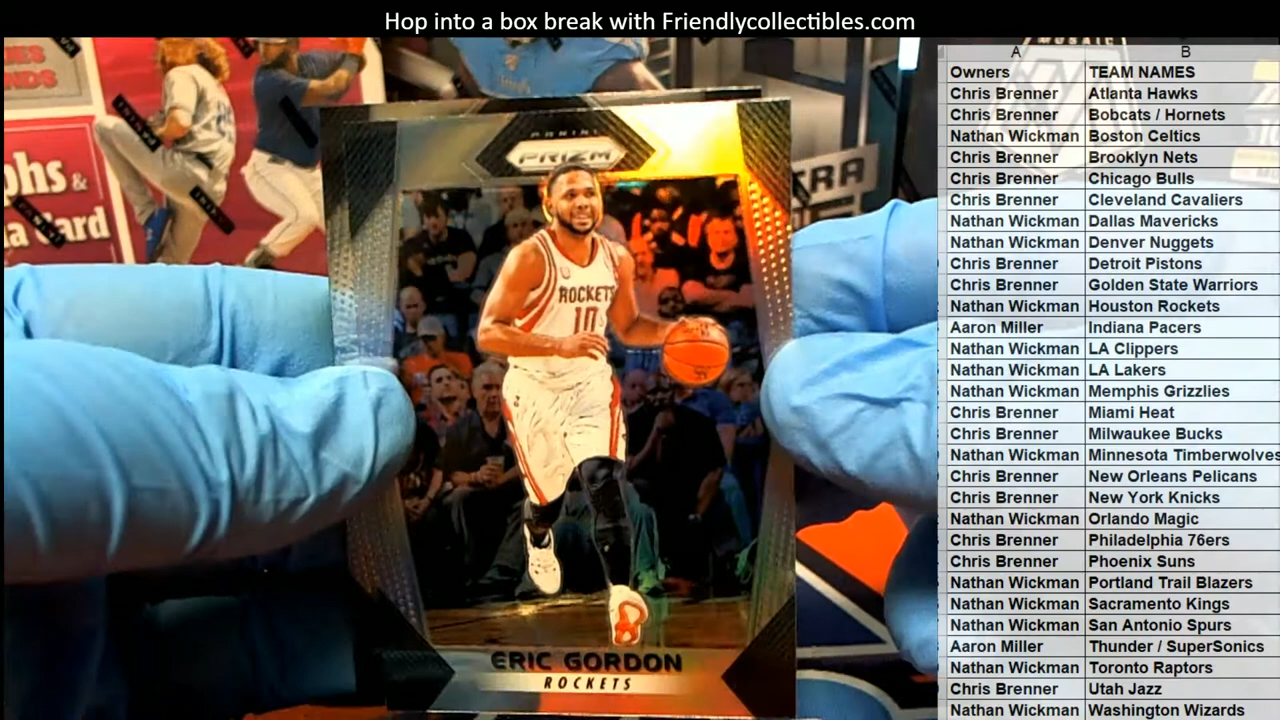 Hop into a box break with Friendlycollectibles.com
NDS
phs &
a Card
MOSAIC
TRA
PANINI
PRIZM
ROCKETS
10
ERIC GORDON
ROCKETS
A B
Owners TEAM NAMES
Chris Brenner Atlanta Hawks
Chris Brenner Bobcats / Hornets
Nathan Wickman Boston Celtics
Chris Brenner Brooklyn Nets
Chris Brenner Chicago Bulls
Chris Brenner Cleveland Cavaliers
Nathan Wickman Dallas Mavericks
Nathan Wickman Denver Nuggets
Chris Brenner Detroit Pistons
Chris Brenner Golden State Warriors
Nathan Wickman Houston Rockets
Aaron Miller Indiana Pacers
Nathan Wickman LA Clippers
Nathan Wickman LA Lakers
Nathan Wickman Memphis Grizzlies
Chris Brenner Miami Heat
Chris Brenner Milwaukee Bucks
Nathan Wickman Minnesota Timberwolves
Chris Brenner New Orleans Pelicans
Chris Brenner New York Knicks
Nathan Wickman Orlando Magic
Chris Brenner Philadelphia 76ers
Chris Brenner Phoenix Suns
Nathan Wickman Portland Trail Blazers
Nathan Wickman Sacramento Kings
Nathan Wickman San Antonio Spurs
Aaron Miller Thunder / SuperSonics
Nathan Wickman Toronto Raptors
Chris Brenner Utah Jazz
Nathan Wickman Washington Wizards